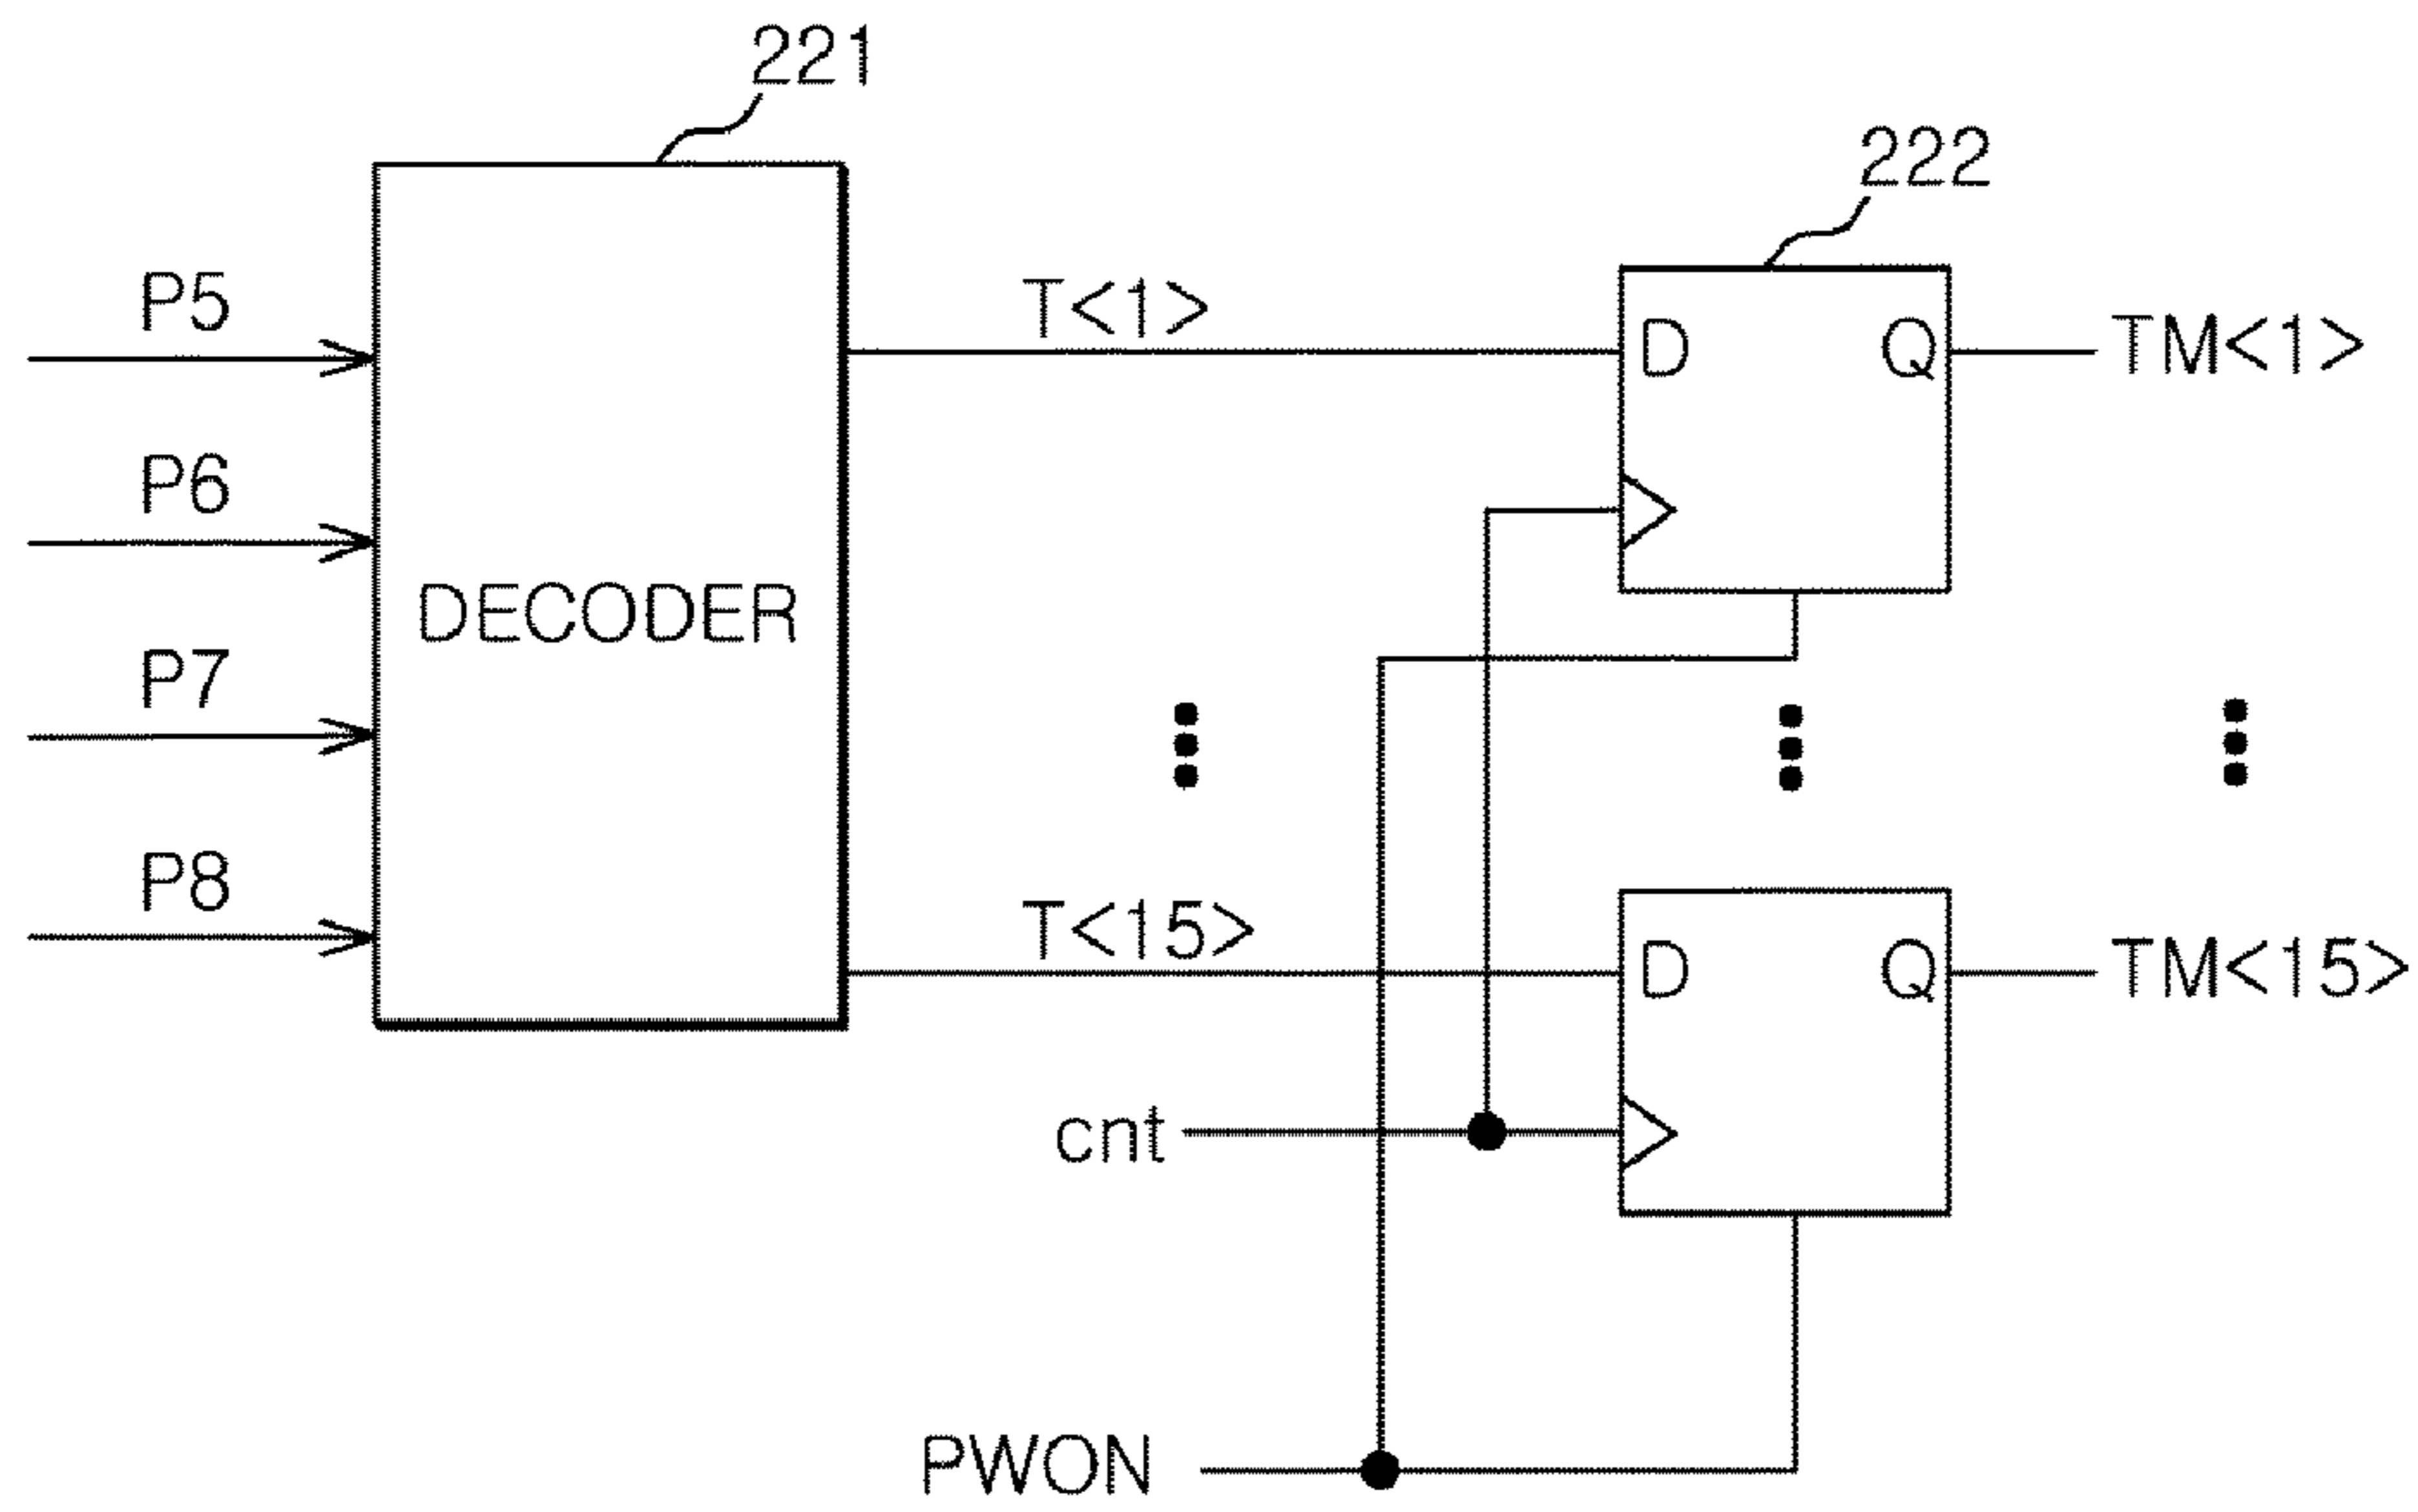 221
222
P5
T<1>
D
Q
TM<1>
P6
DECODER
P7
P8
T<15>
D
Q
TM<15>
cnt
PWON